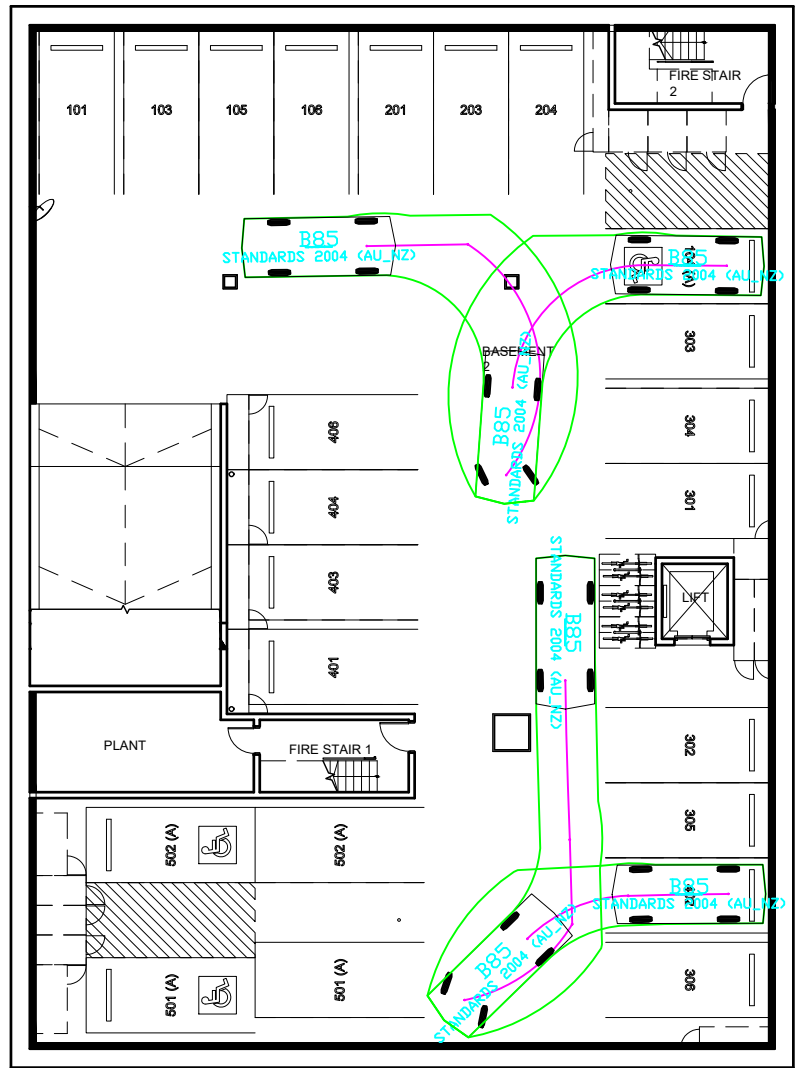 FIRE STAIR
2
101
103
105
106
201
203
204
B85
STANDARDS 2004 (AU_NZ)
B85
STANDARDS 2004 (AU_NZ)
(A)
303
BASEMENT
2
B85
STANDARDS 2004 (AU_NZ)
406
304
404
301
403
STANDARDS 2004 (AU_NZ)
B85
LIFT
401
PLANT
FIRE STAIR 1
302
502 (A)
502 (A)
305
B85
STANDARDS 2004 (AU_NZ)
402
B85
STANDARDS 2004 (AU_NZ)
501 (A)
501 (A)
306